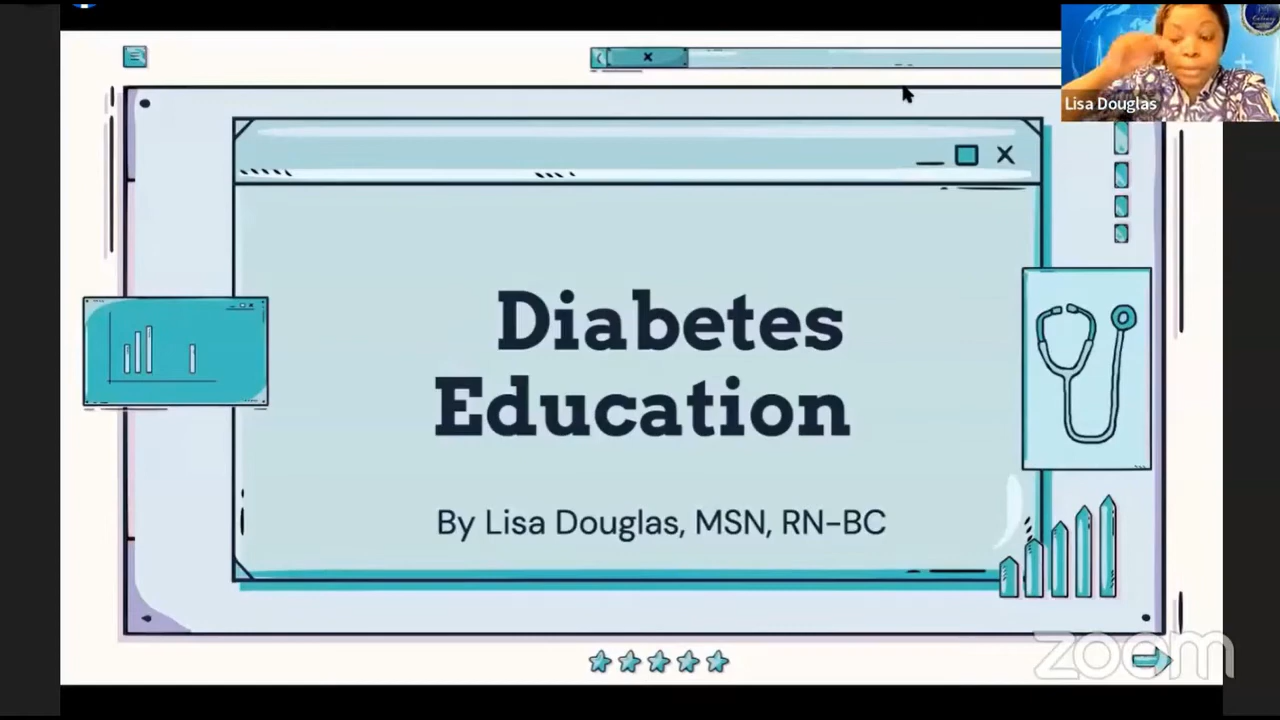 Lisa Douglas
Diabetes
Education
By Lisa Douglas, MSN, RN-BC
zoom